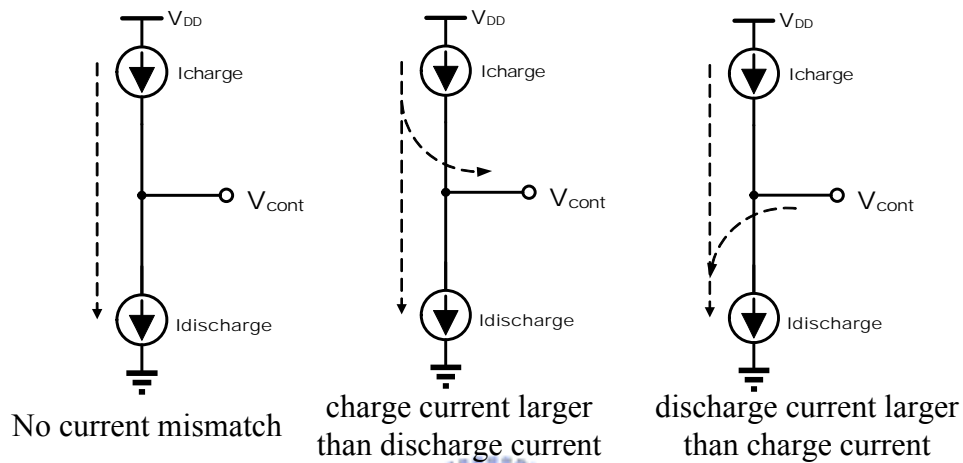 VDD
Icharge
Vcont
Idischarge
No current mismatch
VDD
Icharge
Vcont
Idischarge
charge current larger
than discharge current
VDD
Icharge
Vcont
Idischarge
discharge current larger
than charge current